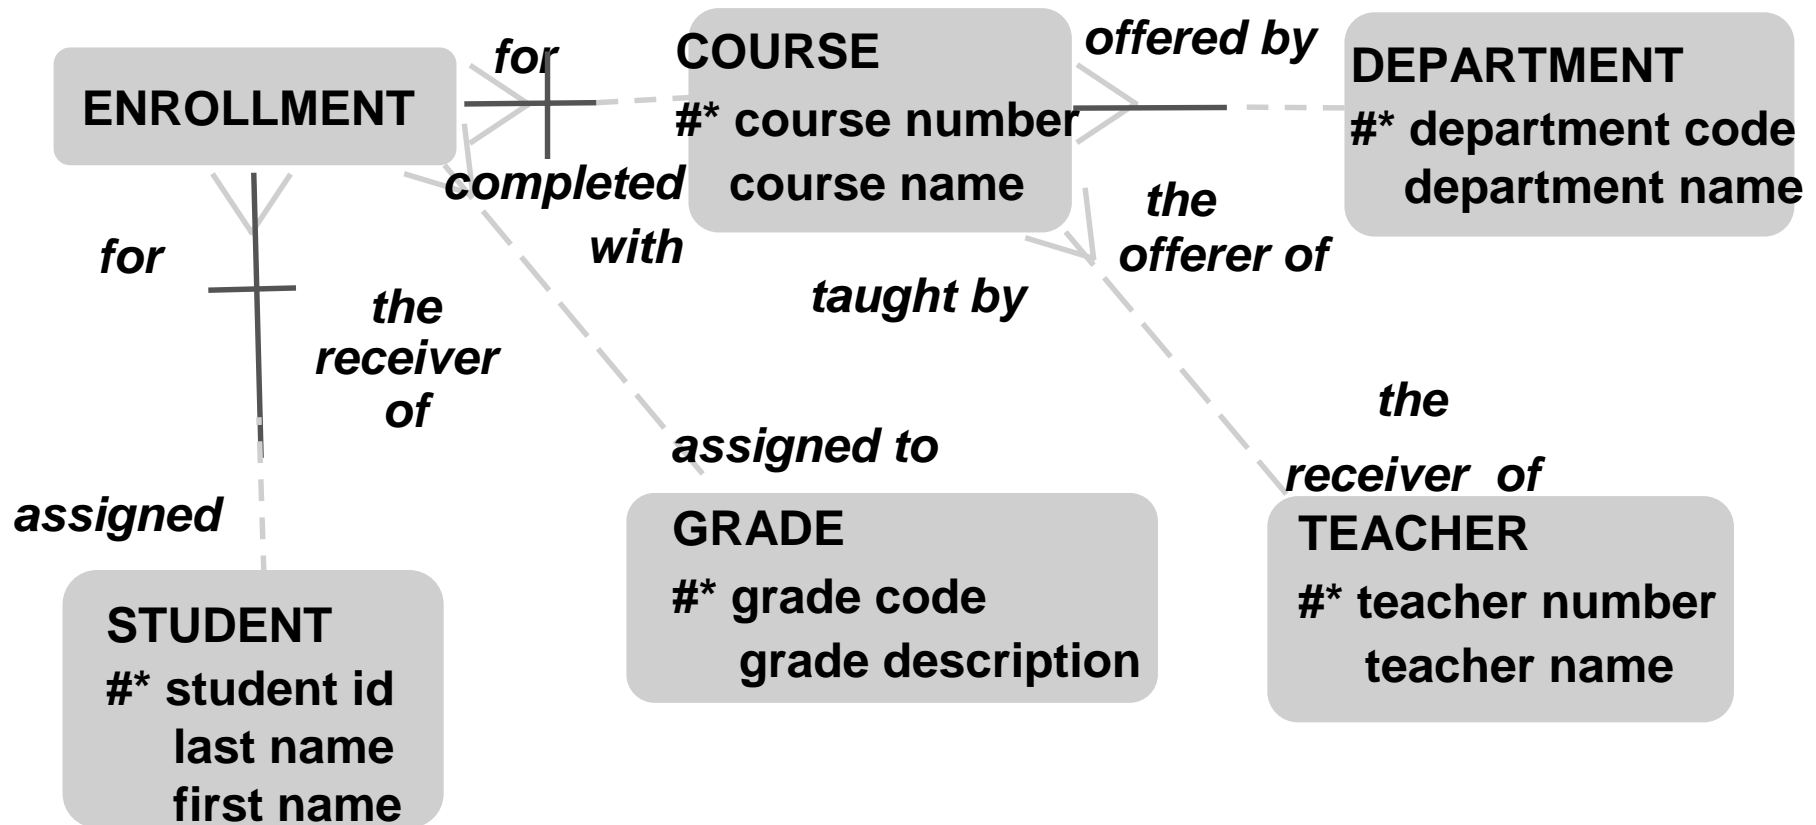 for
COURSE
offered by
DEPARTMENT
ENROLLMENT
#* course number
#* department code
completed
course name
the
department name
with
offerer of
for
the
taught by
receiver
of
the
assigned to
receiver of
assigned
GRADE
TEACHER
#* grade code
#* teacher number
STUDENT
grade description
teacher name
#* student id
last name
first name